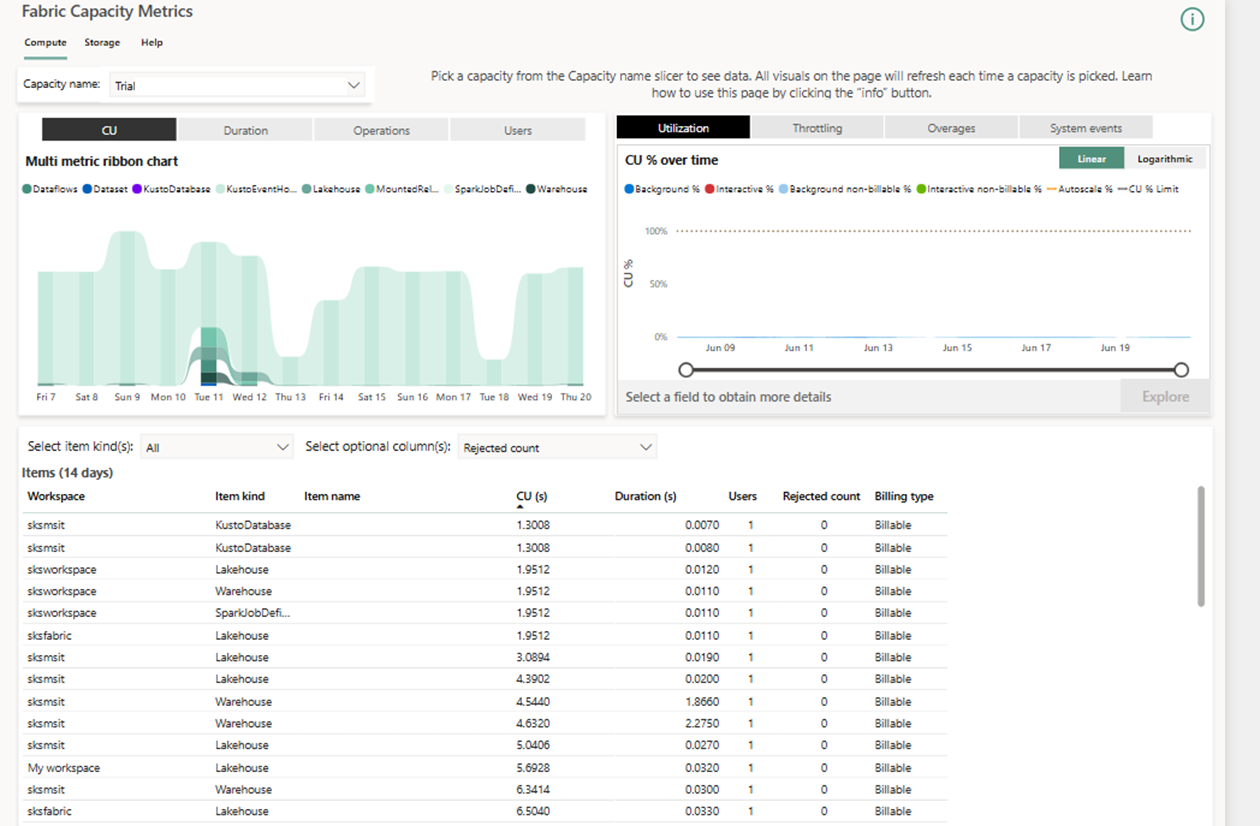 Fabric Capacity Metrics
Compute Storage Help
Capacity name: Trial
Pick a capacity from the Capacity name slicer to see data. All visuals on the page will refresh each time a capacity is picked. Learn
how to use this page by clicking the "info" button.
CU Duration Operations Users
Multi metric ribbon chart
Dataflows Dataset KustoDatabase KustoEventHo... Lakehouse MountedRel... SparkJobDefi... Warehouse
Fri 7 Sat 8 Sun 9 Mon 10 Tue 11 Wed 12 Thu 13 Fri 14 Sat 15 Sun 16 Mon 17 Tue 18 Wed 19 Thu 20
Utilization Throttling Overages System events
CU % over time
Linear Logarithmic
Background % Interactive % Background non-billable % Interactive non-billable % Autoscale % CU % Limit
CU %
100%
50%
0%
Jun 09 Jun 11 Jun 13 Jun 15 Jun 17 Jun 19
Select a field to obtain more details Explore
Select item kind(s): All Select optional column(s): Rejected count
Items (14 days)
Workspace Item kind Item name CU (s) Duration (s) Users Rejected count Billing type
sksmsit KustoDatabase 1.3008 0.0070 1 0 Billable
sksmsit KustoDatabase 1.3008 0.0080 1 0 Billable
sksworkspace Lakehouse 1.9512 0.0120 1 0 Billable
sksworkspace Warehouse 1.9512 0.0110 1 0 Billable
sksworkspace SparkJobDefi... 1.9512 0.0110 1 0 Billable
sksfabric Lakehouse 1.9512 0.0110 1 0 Billable
sksmsit Lakehouse 3.0894 0.0190 1 0 Billable
sksmsit Lakehouse 4.3902 0.0200 1 0 Billable
sksmsit Warehouse 4.5440 1.8660 1 0 Billable
sksmsit Warehouse 4.6320 2.2750 1 0 Billable
sksmsit Lakehouse 5.0406 0.0270 1 0 Billable
My workspace Lakehouse 5.6928 0.0320 1 0 Billable
sksmsit Warehouse 6.3414 0.0300 1 0 Billable
sksfabric Lakehouse 6.5040 0.0330 1 0 Billable